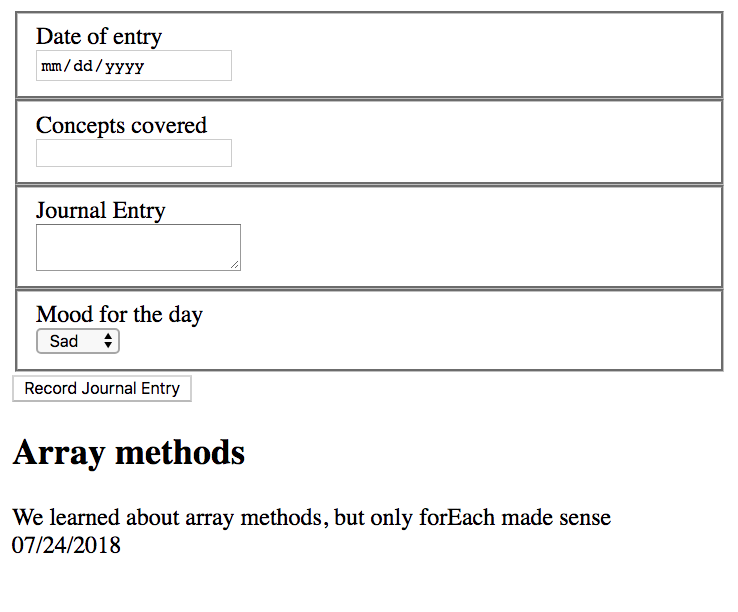 Date of entry
mm/dd/yyyy
Concepts covered
Journal Entry
Mood for the day
Sad
Record Journal Entry
Array methods
We learned about array methods, but only forEach made sense
07/24/2018